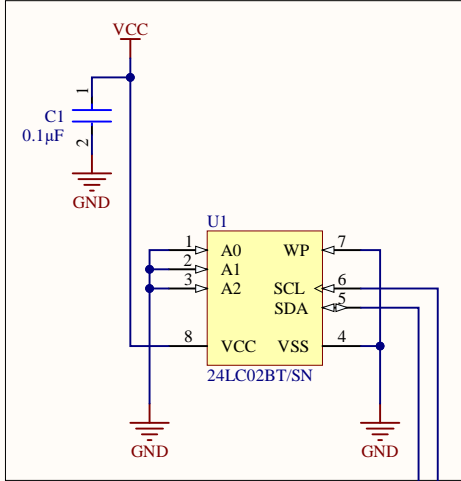 VCC
1
C1
0.1µF
2
GND
U1
1 A0 WP 7
2 A1
3 A2 SCL 6
SDA 5
8 VCC VSS 4
24LC02BT/SN
GND GND